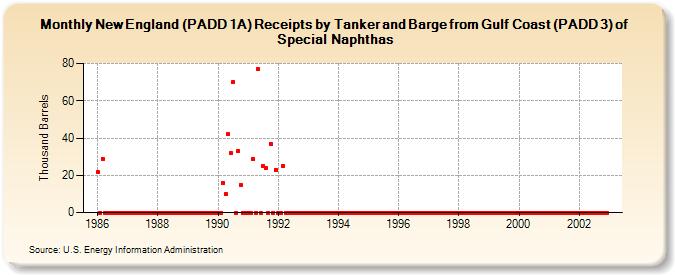 Monthly New England (PADD 1A) Receipts by Tanker and Barge from Gulf Coast (PADD 3) of
Special Naphthas
Thousand Barrels
80
60
40
20
0
1986 1988 1990 1992 1994 1996 1998 2000 2002
Source: U.S. Energy Information Administration